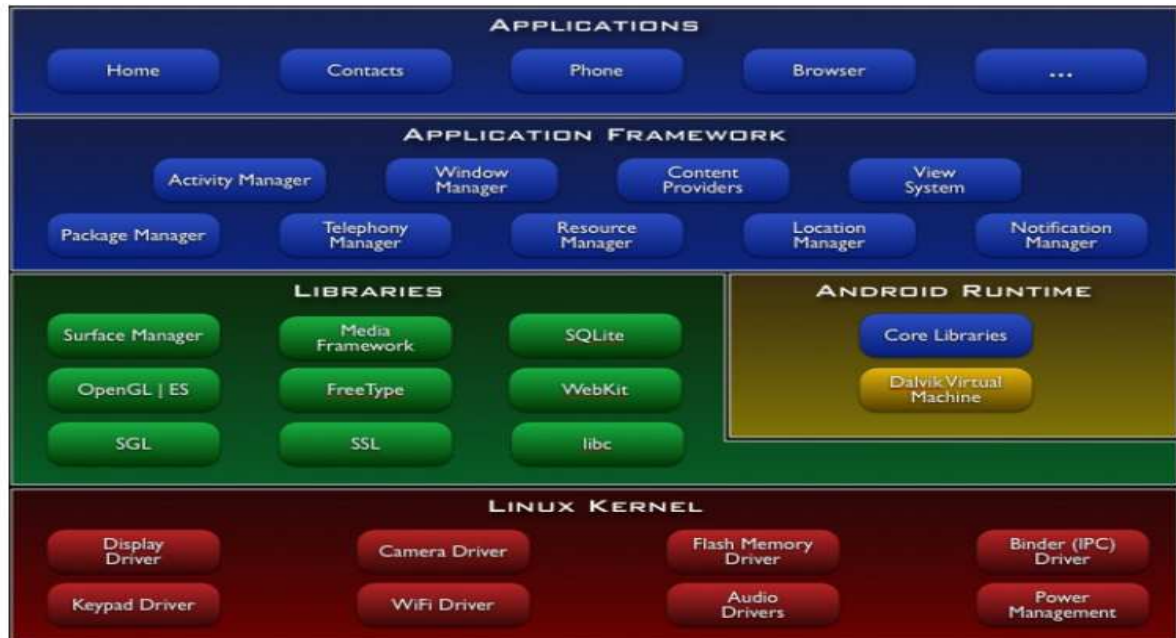 APPLICATIONS
Home
Contacts
Phone
Browser
...
APPLICATION FRAMEWORK
Activity Manager
Window
Manager
Content
Providers
View
System
Package Manager
Telephony
Manager
Resource
Manager
Location
Manager
Notification
Manager
LIBRARIES
Surface Manager
Media
Framework
SQLite
OpenGL | ES
FreeType
WebKit
SGL
SSL
libc
ANDROID RUNTIME
Core Libraries
Dalvik Virtual
Machine
LINUX KERNEL
Display
Driver
Camera Driver
Flash Memory
Driver
Binder (IPC)
Driver
Keypad Driver
WiFi Driver
Audio
Drivers
Power
Management